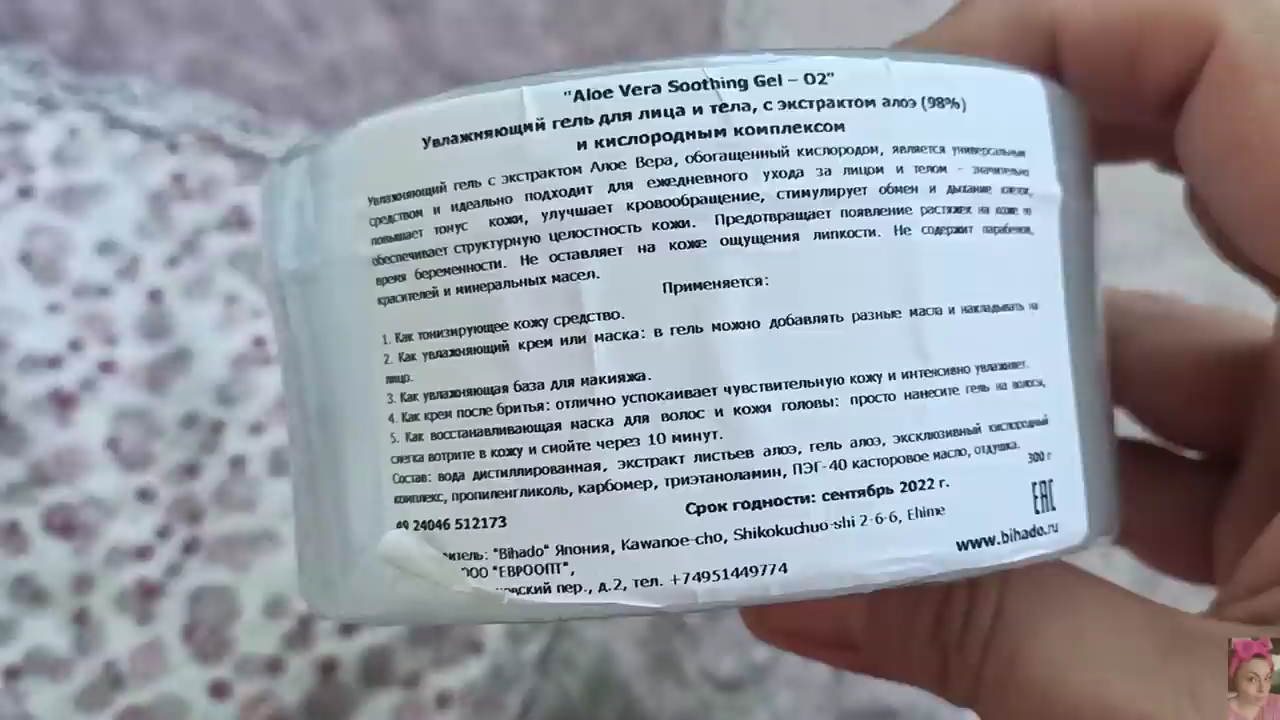 "Aloe Vera Soothing Gel – O2"
Увлажняющий гель для лица и тела, с экстрактом алоэ (98%)
и кислородным комплексом
Увлажняющий гель с экстрактом Алое Вера, обогащенный кислородом, является универсальным
средством и идеально подходит для ежедневного ухода за лицом и телом - значительно
повышает тонус кожи, улучшает кровообращение, стимулирует обмен и дыхание клеток,
обеспечивает структурную целостность кожи. Предотвращает появление растяжек на коже во
время беременности. Не оставляет на коже ощущения липкости. Не содержит парабенов,
красителей и минеральных масел.
Применяется:
1. Как тонизирующее кожу средство.
2. Как увлажняющий крем или маска: в гель можно добавлять разные масла и накладывать на
лицо.
3. Как увлажняющая база для макияжа.
4. Как крем после бритья: отлично успокаивает чувствительную кожу и интенсивно увлажняет.
5. Как восстанавливающая маска для волос и кожи головы: просто нанесите гель на волосы,
слегка вотрите в кожу и смойте через 10 минут.
Состав: вода дистиллированная, экстракт листьев алоэ, гель алоэ, эксклюзивный кислородный
комплекс, пропиленгликоль, карбомер, триэтаноламин, ПЭГ-40 касторовое масло, отдушка.
300 г
Срок годности: сентябрь 2022 г.
49 24046 512173
EAC
итель: "Bihado" Япония, Kawanoe-cho, Shikokuchuo-shi 2-6-6, Ehime
ООО "ЕВРООПТ",
www.bihado.ru
вский пер., д.2, тел. +74951449774